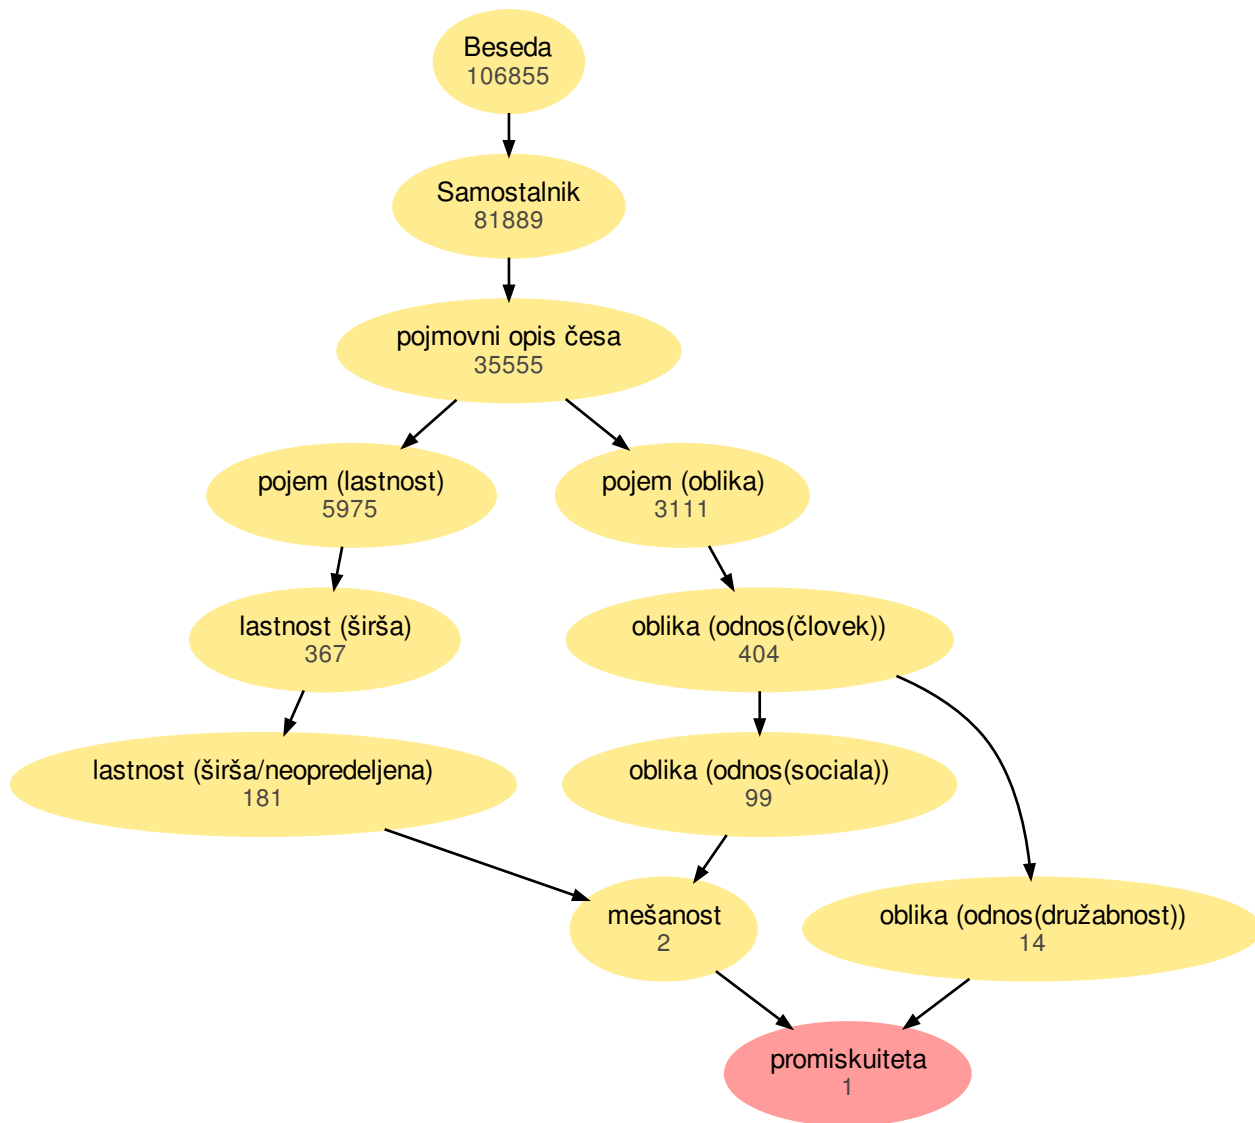 Beseda
106855
Samostalnik
81889
pojmovni opis česa
35555
pojem (lastnost)
5975
pojem (oblika)
3111
lastnost (širša)
367
oblika (odnos(človek))
404
lastnost (širša/neopredeljena)
181
oblika (odnos(sociala))
99
mešanost
2
oblika (odnos(družabnost))
14
promiskuiteta
1